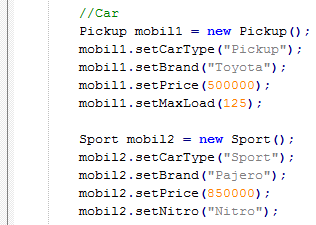 //Car
Pickup mobil1 = new Pickup();
mobil1.setCarType("Pickup");
mobil1.setBrand("Toyota");
mobil1.setPrice(500000);
mobil1.setMaxLoad(125);
Sport mobil2 = new Sport();
mobil2.setCarType("Sport");
mobil2.setBrand("Pajero");
mobil2.setPrice(850000);
mobil2.setNitro("Nitro");